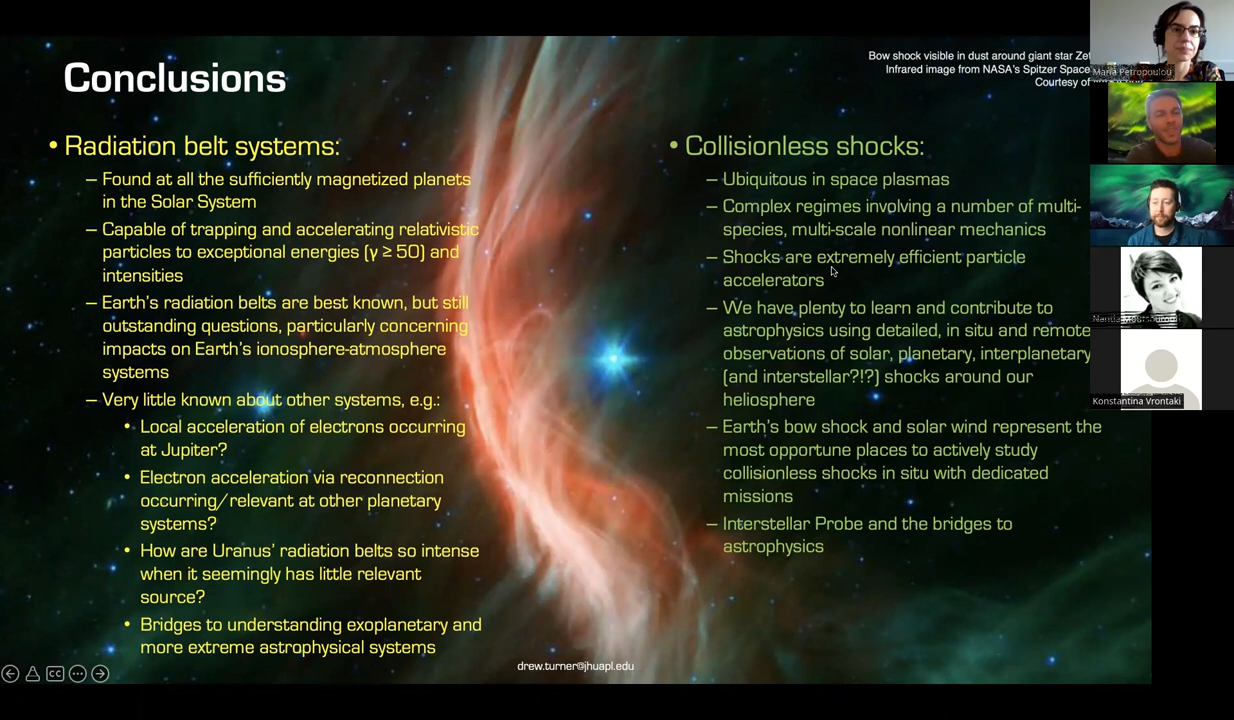 Conclusions
Bow shock visible in dust around giant star
Infrared image from NASA's Spitzer Space
Courtesy of
• Radiation belt systems:
– Found at all the sufficiently magnetized planets
in the Solar System
– Capable of trapping and accelerating relativistic
particles to exceptional energies (γ ≥ 50) and
intensities
– Earth's radiation belts are best known, but still
outstanding questions, particularly concerning
impacts on Earth's ionosphere-atmosphere
systems
– Very little known about other systems, e.g.:
• Local acceleration of electrons occurring
at Jupiter?
• Electron acceleration via reconnection
occurring/relevant at other planetary
systems?
• How are Uranus' radiation belts so intense
when it seemingly has little relevant
source?
• Bridges to understanding exoplanetary and
more extreme astrophysical systems
• Collisionless shocks:
– Ubiquitous in space plasmas
– Complex regimes involving a number of multi-
species, multi-scale nonlinear mechanics
– Shocks are extremely efficient particle
accelerators
– We have plenty to learn and contribute to
astrophysics using detailed, in situ and remote
observations of solar, planetary, interplanetary
(and interstellar?!?) shocks around our
heliosphere
– Earth's bow shock and solar wind represent the
most opportune places to actively study
collisionless shocks in situ with dedicated
missions
– Interstellar Probe and the bridges to
astrophysics
drew.turner@jhuapl.edu
CC
Maria Petropoulou
Konstantina Vrontaki